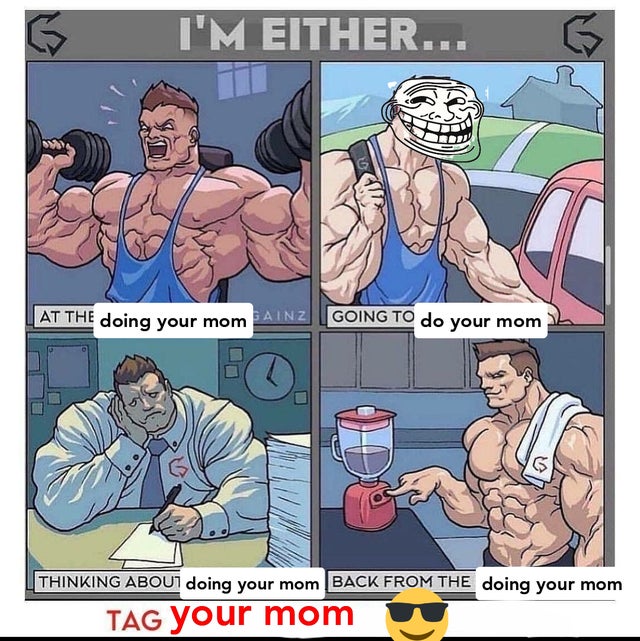 I'M EITHER...
AT THE doing your mom GAINZ
GOING TO do your mom
THINKING ABOUT doing your mom
BACK FROM THE doing your mom
TAG your mom